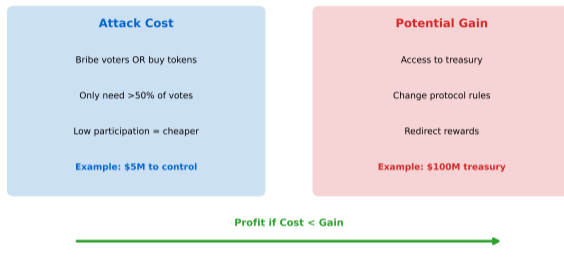 Attack Cost
Bribe voters OR buy tokens
Only need >50% of votes
Low participation = cheaper
Example: $5M to control
Potential Gain
Access to treasury
Change protocol rules
Redirect rewards
Example: $100M treasury
Profit if Cost < Gain